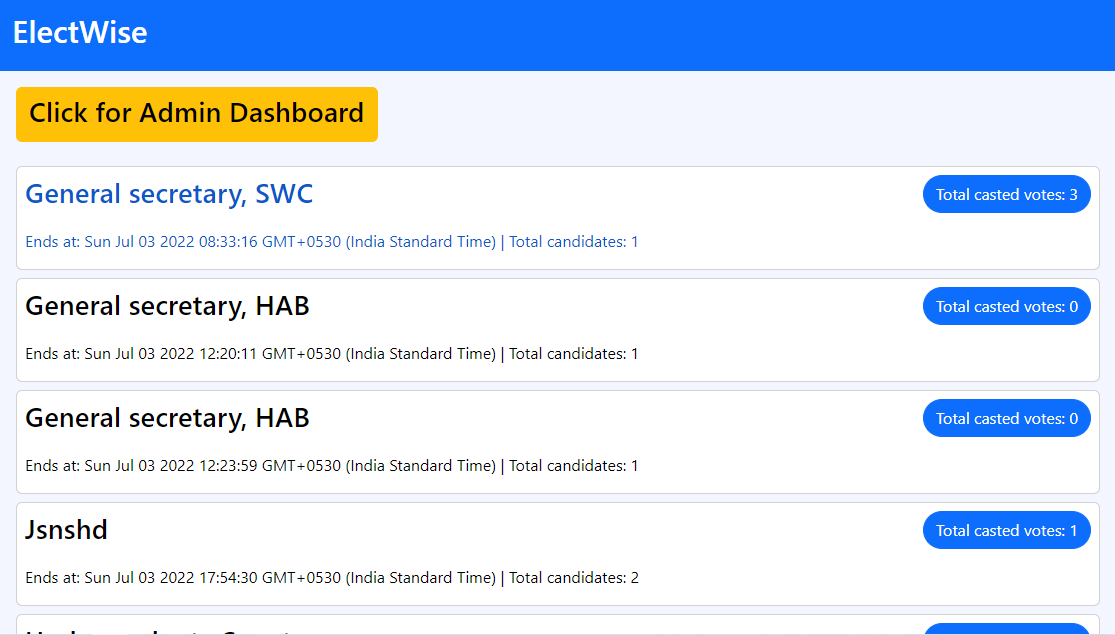 ElectWise
Click for Admin Dashboard
General secretary, SWC
Total casted votes: 3
Ends at: Sun Jul 03 2022 08:33:16 GMT+0530 (India Standard Time) | Total candidates: 1
General secretary, HAB
Total casted votes: 0
Ends at: Sun Jul 03 2022 12:20:11 GMT+0530 (India Standard Time) | Total candidates: 1
General secretary, HAB
Total casted votes: 0
Ends at: Sun Jul 03 2022 12:23:59 GMT+0530 (India Standard Time) | Total candidates: 1
Jsnshd
Total casted votes: 1
Ends at: Sun Jul 03 2022 17:54:30 GMT+0530 (India Standard Time) | Total candidates: 2